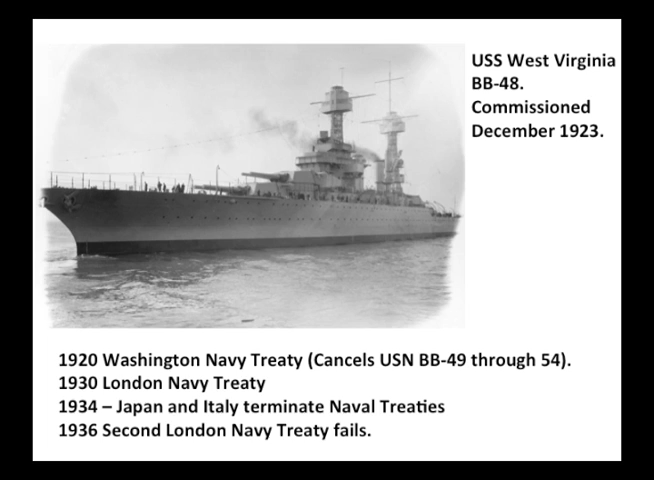 USS West Virginia
BB-48.
Commissioned
December 1923.
1920 Washington Navy Treaty (Cancels USN BB-49 through 54).
1930 London Navy Treaty
1934 – Japan and Italy terminate Naval Treaties
1936 Second London Navy Treaty fails.